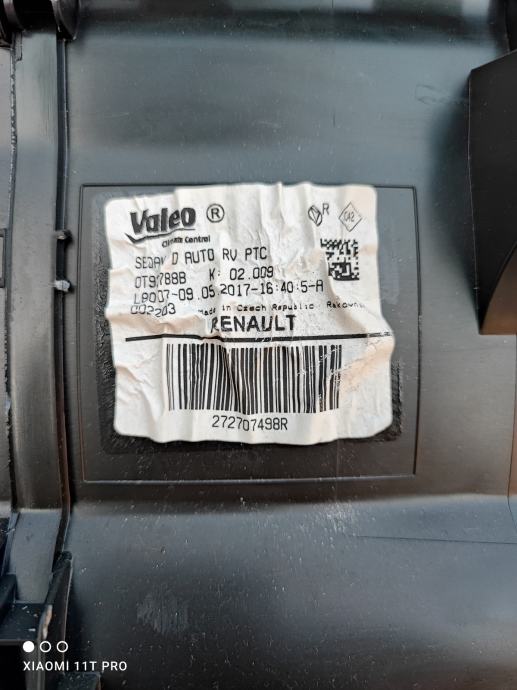 Valeo ®
Climate Control
R
CA2
SEDAN D AUTO RV PTC
K: 02.009
LP007-09.05.2017-16:40:5-A
002203
Made in Czech Republic Rakovník
RENAULT
272707498R
XIAOMI 11T PRO